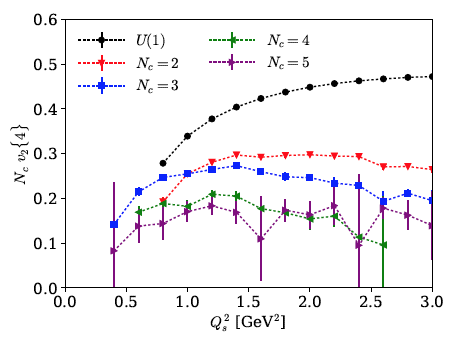 0.6
0.5
0.4
0.3
0.2
0.1
0.0
N_c v_2{4}
U(1)
N_c = 2
N_c = 3
N_c = 4
N_c = 5
0.0 0.5 1.0 1.5 2.0 2.5 3.0
Q_s^2 [GeV^2]